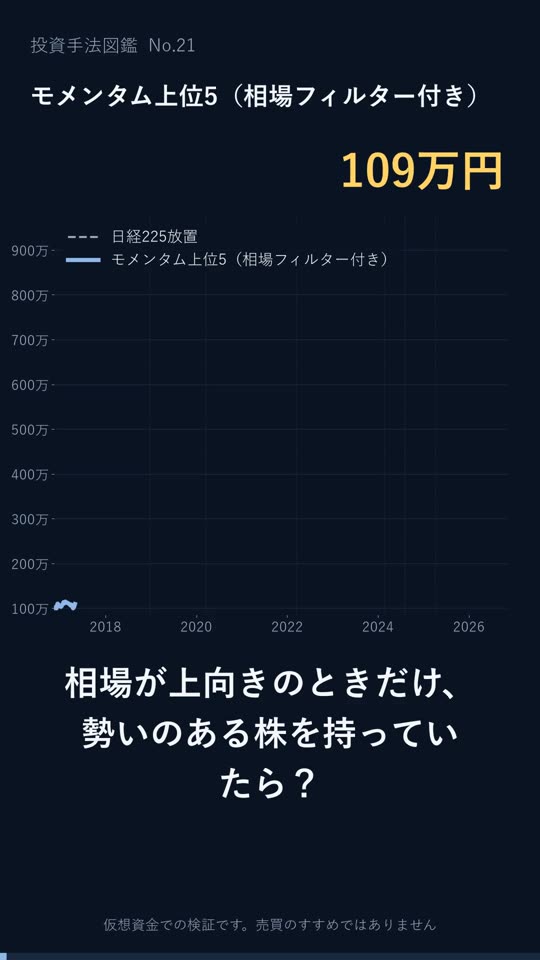 投資手法図鑑 No.21
モメンタム上位5（相場フィルター付き）
109万円
日経225放置
モメンタム上位5（相場フィルター付き）
900万
800万
700万
600万
500万
400万
300万
200万
100万
2018 2020 2022 2024 2026
相場が上向きのときだけ、
勢いのある株を持ってい
たら？
仮想資金での検証です。売買のすすめではありません